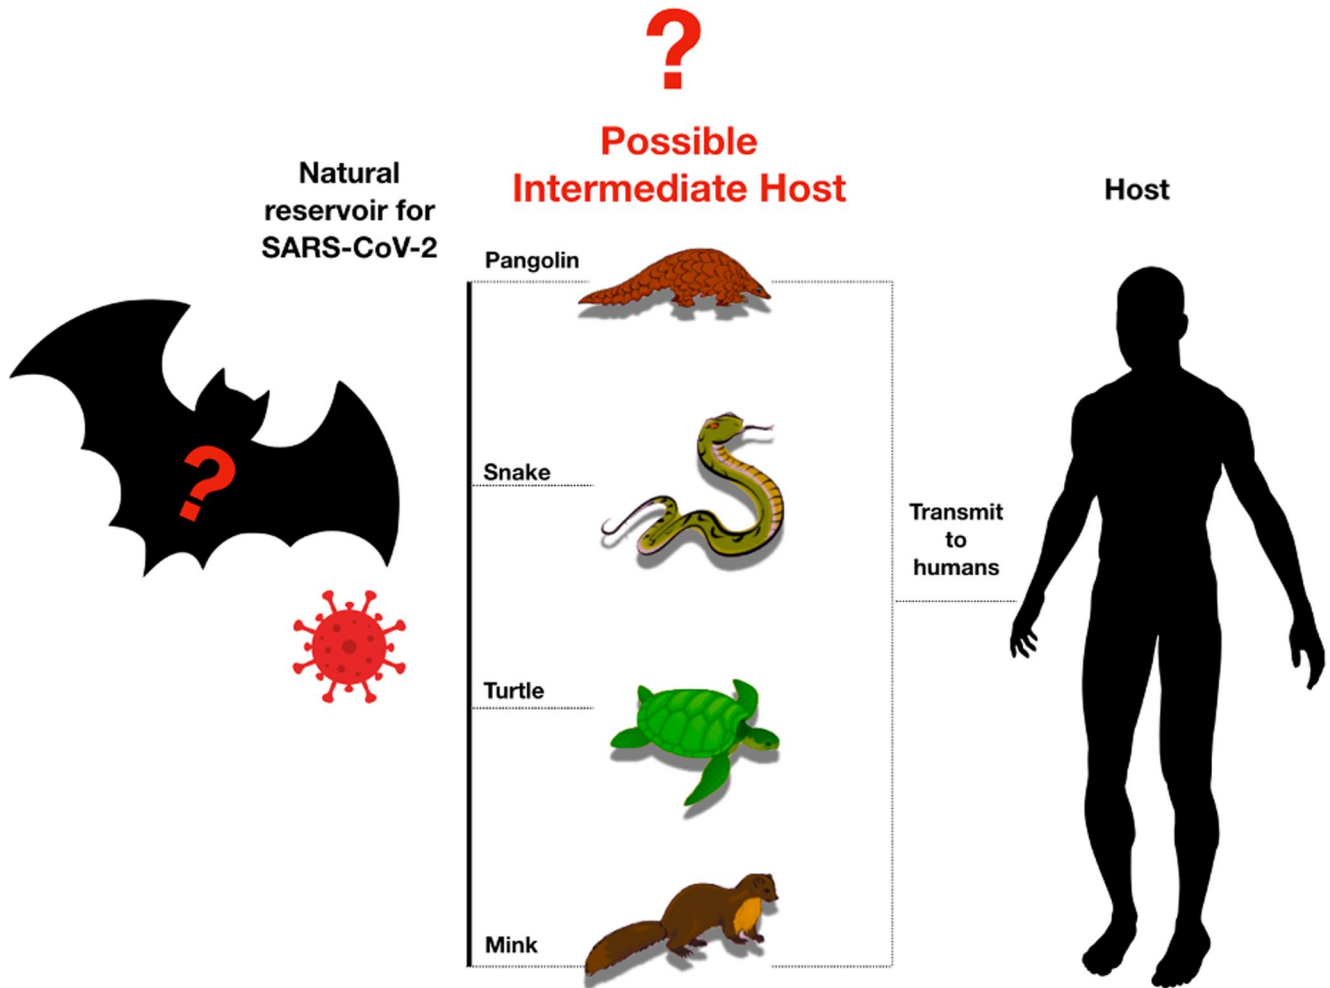 ?
Possible
Intermediate Host
Natural
reservoir for
SARS-CoV-2
Host
Pangolin
?
Snake
Transmit
to
humans
Turtle
Mink